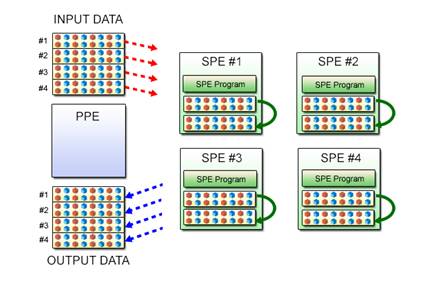 INPUT DATA
#1
#2
#3
#4
PPE
#1
#2
#3
#4
OUTPUT DATA
SPE #1
SPE Program
SPE #2
SPE Program
SPE #3
SPE Program
SPE #4
SPE Program